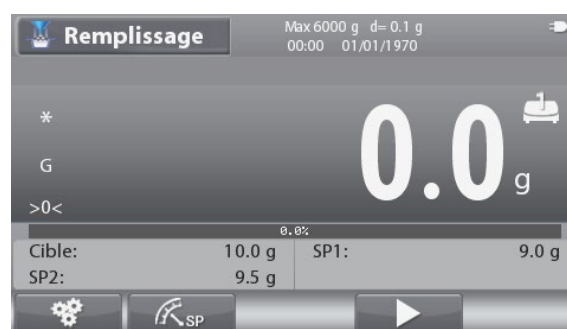 Remplissage
Max 6000 g d= 0.1 g
00:00 01/01/1970
*
1
0.0 g
G
>0<
0.0%
Cible: 10.0 g SP1: 9.0 g
SP2: 9.5 g
SP